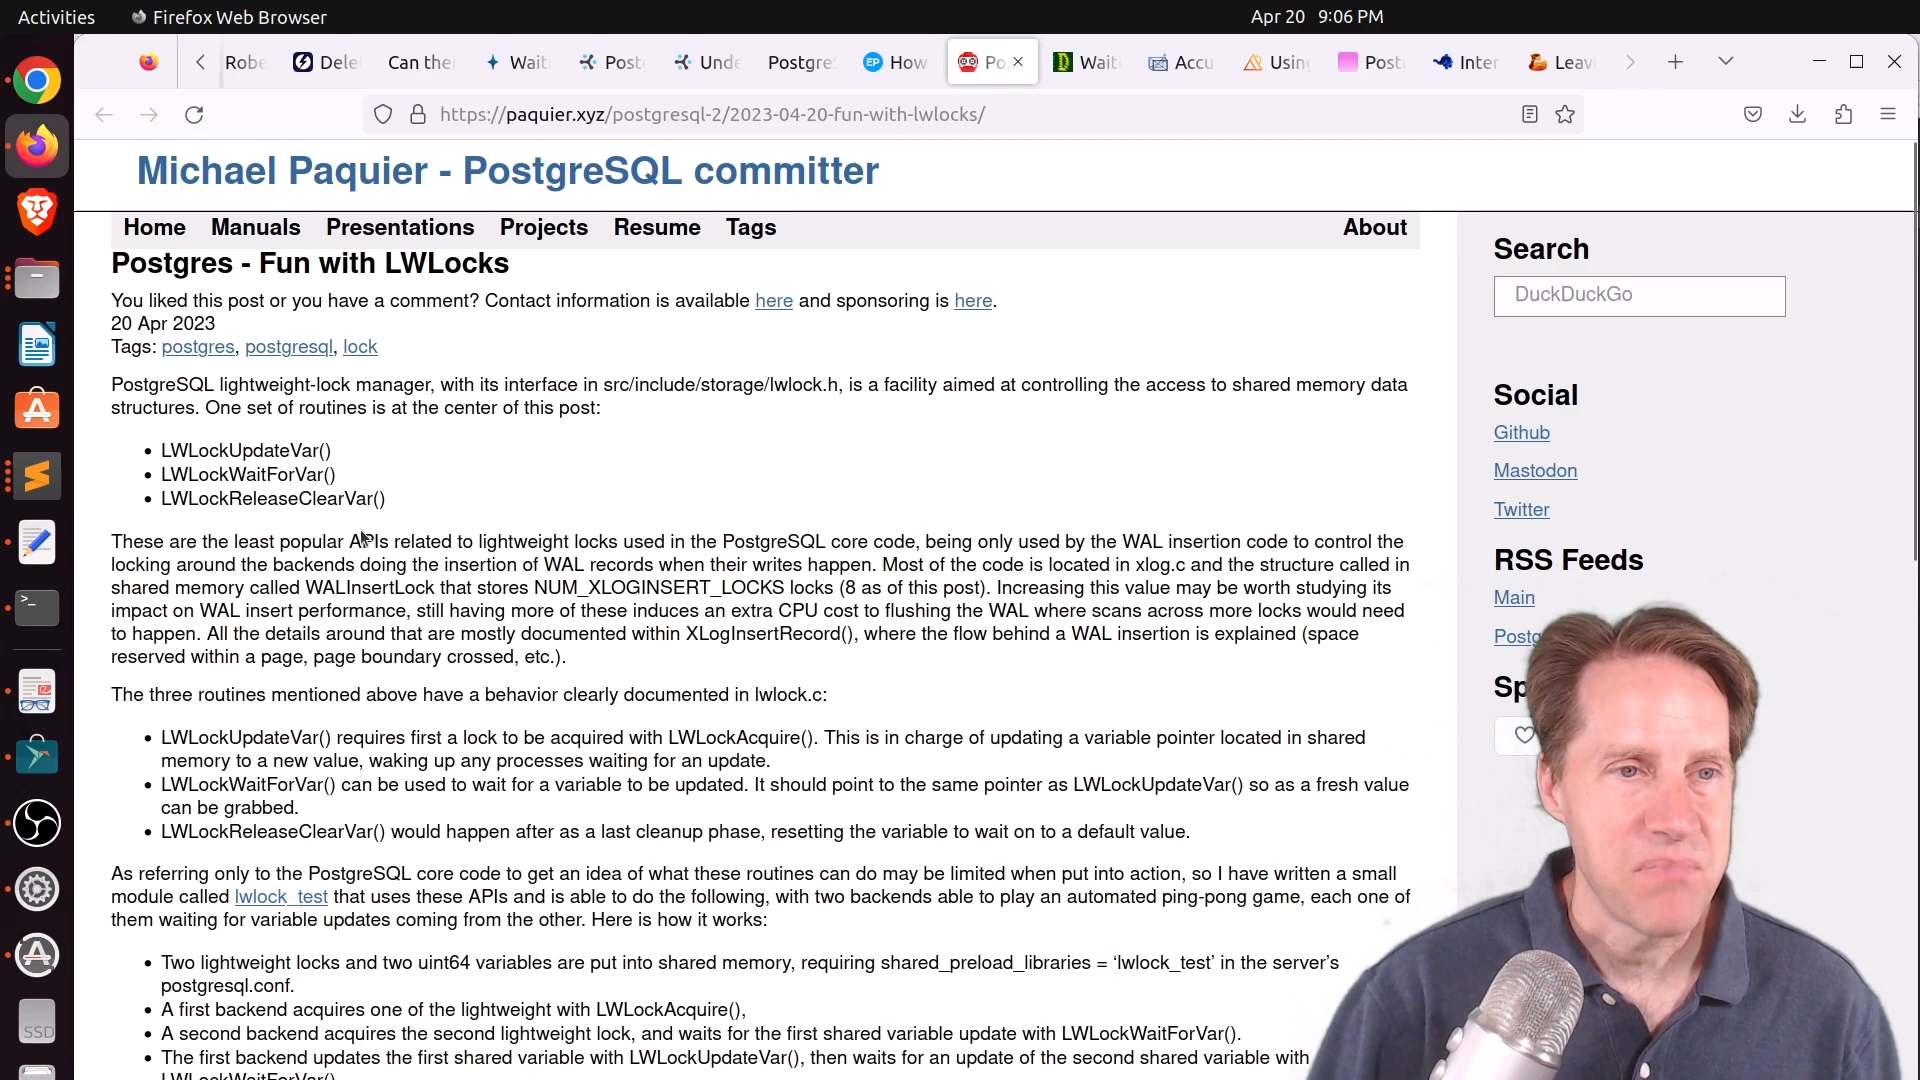 Activities Firefox Web Browser Apr 20 9:06 PM
Robe Dele Can the Wait Post Unde Postgre EP How Po Wait Accu Using Post Inter Leav
https://paquier.xyz/postgresql-2/2023-04-20-fun-with-lwlocks/
Michael Paquier - PostgreSQL committer
Home Manuals Presentations Projects Resume Tags About
Postgres - Fun with LWLocks
You liked this post or you have a comment? Contact information is available here and sponsoring is here.
20 Apr 2023
Tags: postgres, postgresql, lock
PostgreSQL lightweight-lock manager, with its interface in src/include/storage/lwlock.h, is a facility aimed at controlling the access to shared memory data
structures. One set of routines is at the center of this post:
• LWLockUpdateVar()
• LWLockWaitForVar()
• LWLockReleaseClearVar()
These are the least popular APIs related to lightweight locks used in the PostgreSQL core code, being only used by the WAL insertion code to control the
locking around the backends doing the insertion of WAL records when their writes happen. Most of the code is located in xlog.c and the structure called in
shared memory called WALInsertLock that stores NUM_XLOGINSERT_LOCKS locks (8 as of this post). Increasing this value may be worth studying its
impact on WAL insert performance, still having more of these induces an extra CPU cost to flushing the WAL where scans across more locks would need
to happen. All the details around that are mostly documented within XLogInsertRecord(), where the flow behind a WAL insertion is explained (space
reserved within a page, page boundary crossed, etc.).
The three routines mentioned above have a behavior clearly documented in lwlock.c:
• LWLockUpdateVar() requires first a lock to be acquired with LWLockAcquire(). This is in charge of updating a variable pointer located in shared
memory to a new value, waking up any processes waiting for an update.
• LWLockWaitForVar() can be used to wait for a variable to be updated. It should point to the same pointer as LWLockUpdateVar() so as a fresh value
can be grabbed.
• LWLockReleaseClearVar() would happen after as a last cleanup phase, resetting the variable to wait on to a default value.
As referring only to the PostgreSQL core code to get an idea of what these routines can do may be limited when put into action, so I have written a small
module called lwlock_test that uses these APIs and is able to do the following, with two backends able to play an automated ping-pong game, each one of
them waiting for variable updates coming from the other. Here is how it works:
• Two lightweight locks and two uint64 variables are put into shared memory, requiring shared_preload_libraries = ‘lwlock_test’ in the server’s
postgresql.conf.
• A first backend acquires one of the lightweight with LWLockAcquire(),
• A second backend acquires the second lightweight lock, and waits for the first shared variable update with LWLockWaitForVar().
• The first backend updates the first shared variable with LWLockUpdateVar(), then waits for an update of the second shared variable with
LWLockWaitForVar()
Search
DuckDuckGo
Social
Github
Mastodon
Twitter
RSS Feeds
Main
Postg
Sp
SSD